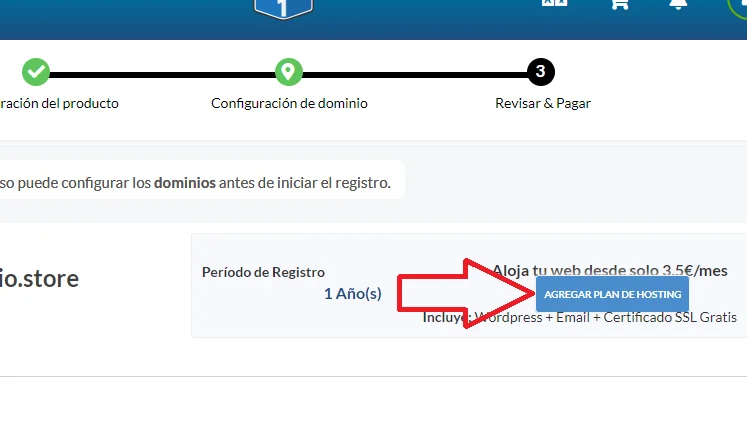 1
3
ración del producto
Configuración de dominio
Revisar & Pagar
so puede configurar los dominios antes de iniciar el registro.
io.store
Período de Registro
1 Año(s)
Aloja tu web desde solo 3.5€/mes
AGREGAR PLAN DE HOSTING
Incluye: Wordpress + Email + Certificado SSL Gratis